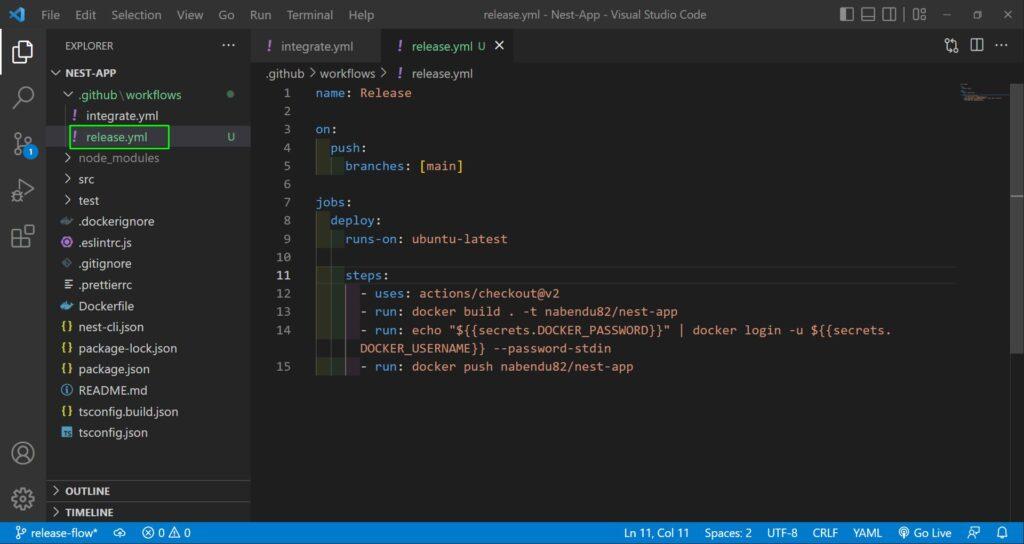 File Edit Selection View Go Run Terminal Help
release.yml - Nest-App - Visual Studio Code
EXPLORER
NEST-APP
.github\workflows
! integrate.yml
! release.yml U
node_modules
src
test
.dockerignore
.eslintrc.js
.gitignore
.prettierrc
Dockerfile
{} nest-cli.json
{} package-lock.json
{} package.json
README.md
{} tsconfig.build.json
TS tsconfig.json
OUTLINE
TIMELINE
1
! integrate.yml
! release.yml U
.github > workflows > ! release.yml
1 name: Release
2
3 on:
4 push:
5 branches: [main]
6
7 jobs:
8 deploy:
9 runs-on: ubuntu-latest
10
11 steps:
12 - uses: actions/checkout@v2
13 - run: docker build . -t nabendu82/nest-app
14 - run: echo "${{secrets.DOCKER_PASSWORD}}" | docker login -u ${{secrets.
DOCKER_USERNAME}} --password-stdin
15 - run: docker push nabendu82/nest-app
release-flow* 0 0 Ln 11, Col 11 Spaces: 2 UTF-8 CRLF YAML Go Live